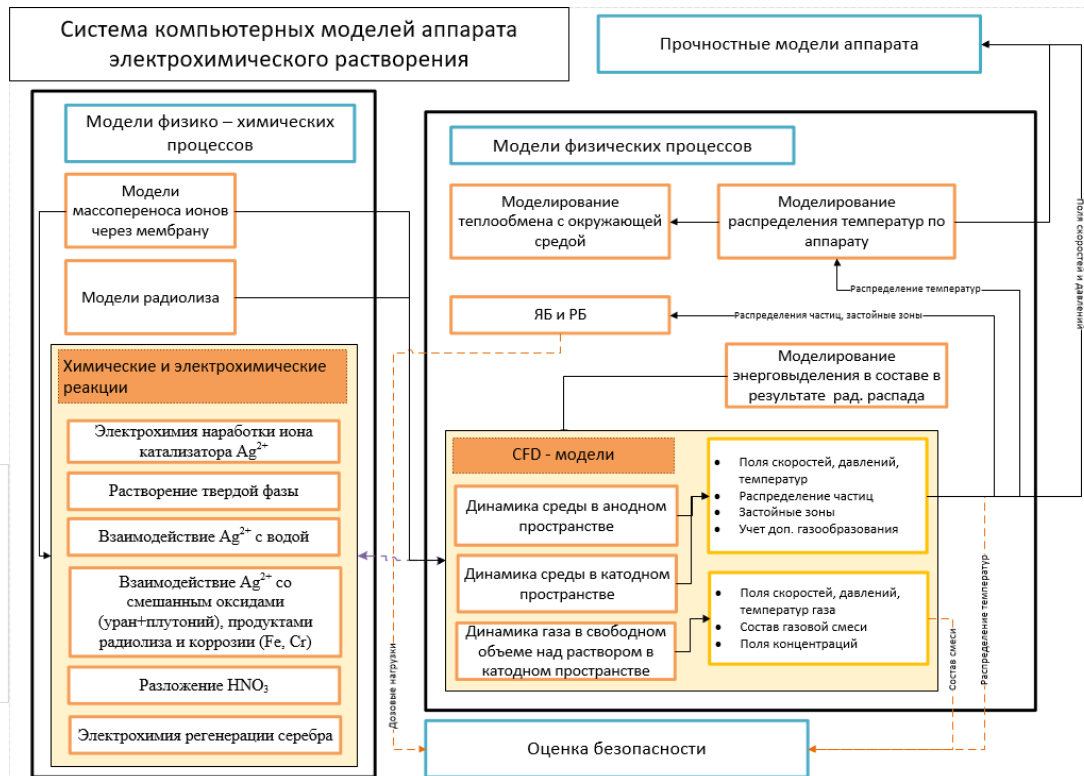 Система компьютерных моделей аппарата
электрохимического растворения
Прочностные модели аппарата
Модели физико – химических
процессов
Модели
массопереноса ионов
через мембрану
Модели радиолиза
Химические и электрохимические
реакции
Электрохимия наработки иона
катализатора Ag²⁺
Растворение твердой фазы
Взаимодействие Ag²⁺ с водой
Взаимодействие Ag²⁺ со
смешанным оксидами
(уран+плутоний), продуктами
радиолиза и коррозии (Fe, Cr)
Разложение HNO₃
Электрохимия регенерации серебра
Модели физических процессов
Моделирование
теплообмена с окружающей
средой
Моделирование
распределения температур по
аппарату
Распределение температур
ЯБ и РБ
Распределения частиц, застойные зоны
Моделирование
энерговыделения в составе в
результате рад. распада
CFD - модели
Динамика среды в анодном
пространстве
Динамика среды в катодном
пространстве
Динамика газа в свободном
объеме над раствором в
катодном пространстве
• Поля скоростей, давлений,
температур
• Распределение частиц
• Застойные зоны
• Учет доп. газообразования
• Поля скоростей, давлений,
температур газа
• Состав газовой смеси
• Поля концентраций
Поля скоростей и давлений
Дозовые нагрузки
Состав смеси
Распределение температур
Оценка безопасности